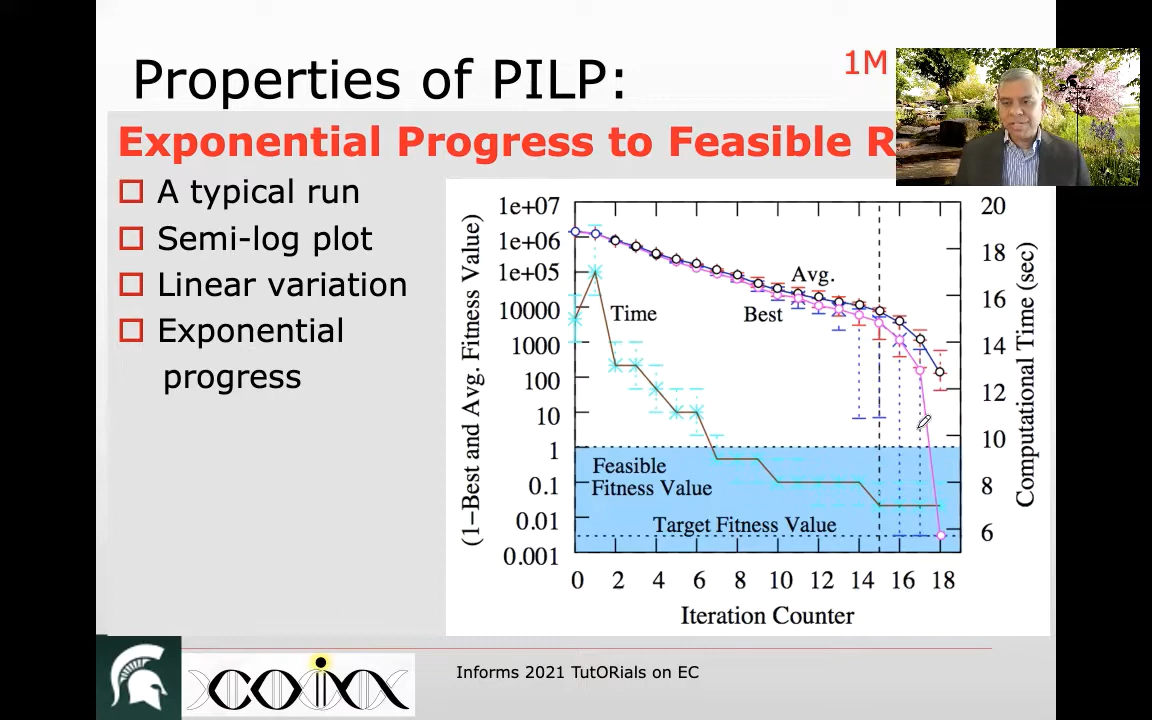 Properties of PILP:
1M
Exponential Progress to Feasible R
A typical run
Semi-log plot
Linear variation
Exponential
progress
(1−Best and Avg. Fitness Value)
1e+07
1e+06
1e+05
10000
1000
100
10
1
0.1
0.01
0.001
Avg.
Best
Time
Feasible
Fitness Value
Target Fitness Value
20
18
16
14
12
10
8
6
Computational Time (sec)
0 2 4 6 8 10 12 14 16 18
Iteration Counter
COIN
Informs 2021 TutORials on EC